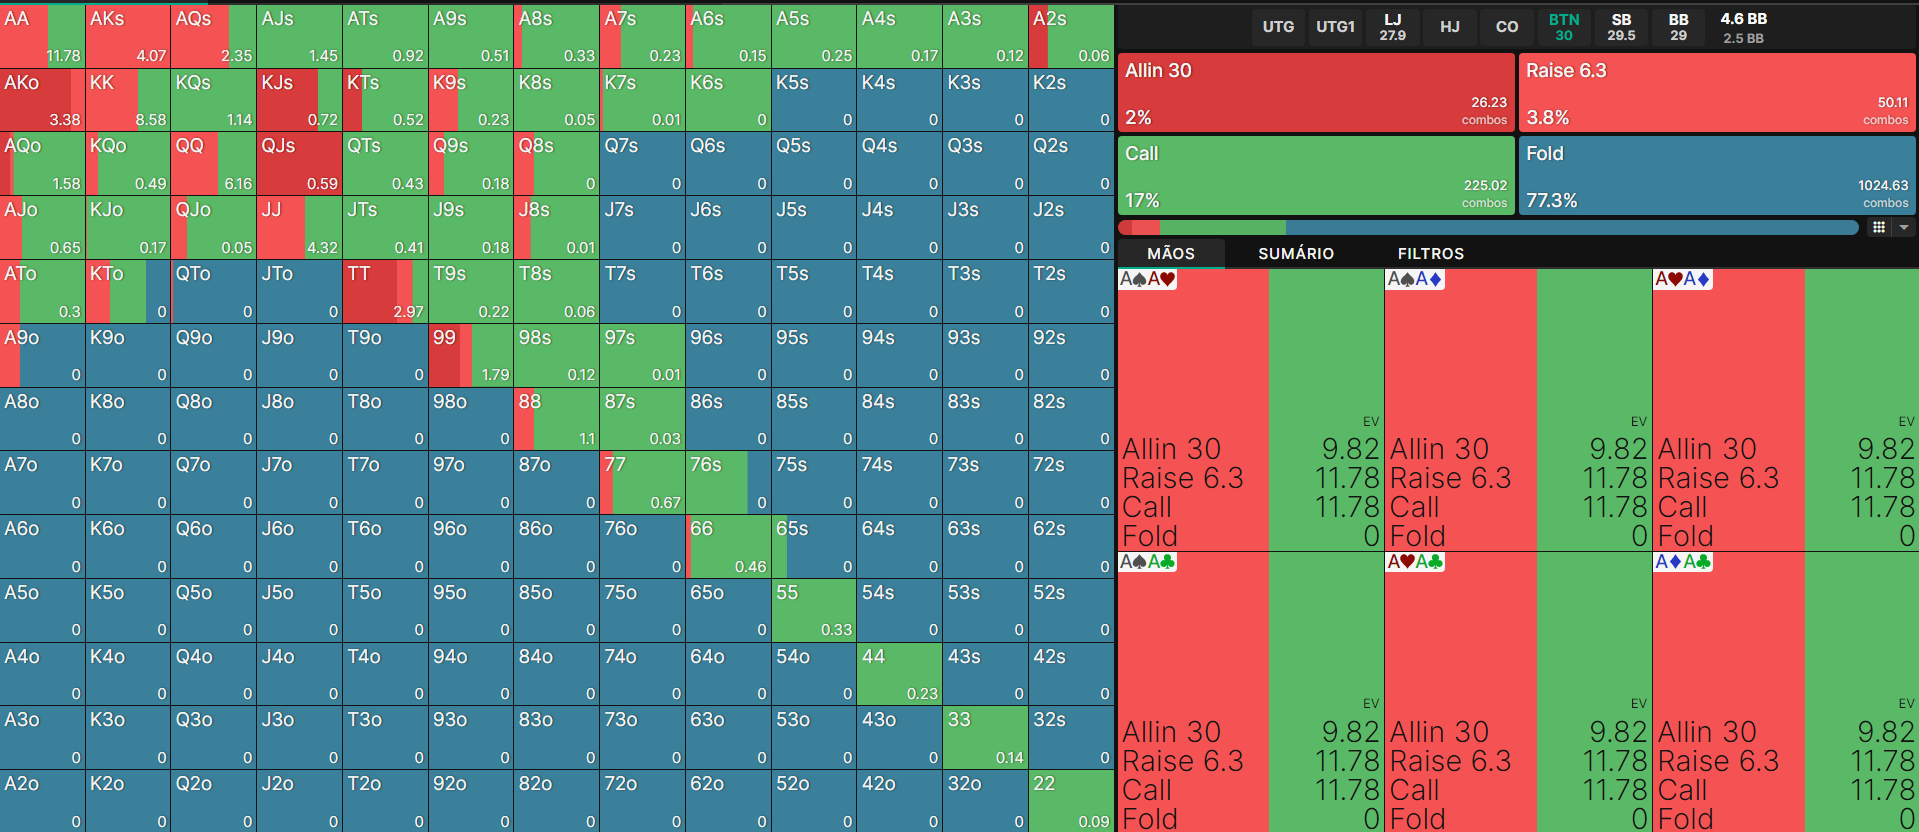 AA AKs AQs AJs ATs A9s A8s A7s A6s A5s A4s A3s A2s
11.78 4.07 2.35 1.45 0.92 0.51 0.33 0.23 0.15 0.25 0.17 0.12 0.06
AKo KK KQs KJs KTs K9s K8s K7s K6s K5s K4s K3s K2s
3.38 8.58 1.14 0.72 0.52 0.23 0.05 0.01 0 0 0 0 0
AQo KQo QQ QJs QTs Q9s Q8s Q7s Q6s Q5s Q4s Q3s Q2s
1.58 0.49 6.16 0.59 0.43 0.18 0 0 0 0 0 0 0
AJo KJo QJo JJ JTs J9s J8s J7s J6s J5s J4s J3s J2s
0.65 0.17 0.05 4.32 0.41 0.18 0.01 0 0 0 0 0 0
ATo KTo QTo JTo TT T9s T8s T7s T6s T5s T4s T3s T2s
0.3 0 0 0 2.97 0.22 0.06 0 0 0 0 0 0
A9o K9o Q9o J9o T9o 99 98s 97s 96s 95s 94s 93s 92s
0 0 0 0 0 1.79 0.12 0.01 0 0 0 0 0
A8o K8o Q8o J8o T8o 98o 88 87s 86s 85s 84s 83s 82s
0 0 0 0 0 0 1.1 0.03 0 0 0 0 0
A7o K7o Q7o J7o T7o 97o 87o 77 76s 75s 74s 73s 72s
0 0 0 0 0 0 0 0.67 0 0 0 0 0
A6o K6o Q6o J6o T6o 96o 86o 76o 66 65s 64s 63s 62s
0 0 0 0 0 0 0 0 0.46 0 0 0 0
A5o K5o Q5o J5o T5o 95o 85o 75o 65o 55 54s 53s 52s
0 0 0 0 0 0 0 0 0 0.33 0 0 0
A4o K4o Q4o J4o T4o 94o 84o 74o 64o 54o 44 43s 42s
0 0 0 0 0 0 0 0 0 0 0.23 0 0
A3o K3o Q3o J3o T3o 93o 83o 73o 63o 53o 43o 33 32s
0 0 0 0 0 0 0 0 0 0 0 0.14 0
A2o K2o Q2o J2o T2o 92o 82o 72o 62o 52o 42o 32o 22
0 0 0 0 0 0 0 0 0 0 0 0 0.09
UTG UTG1 LJ HJ CO BTN SB BB 4.6 BB
27.9 30 29.5 29 2.5 BB
Allin 30 Raise 6.3
26.23 50.11
2% combos 3.8% combos
Call Fold
225.02 1024.63
17% combos 77.3% combos
MÃOS SUMÁRIO FILTROS
A♠A♥ A♠A♦ A♥A♦
EV EV EV
Allin 30 9.82 Allin 30 9.82 Allin 30 9.82
Raise 6.3 11.78 Raise 6.3 11.78 Raise 6.3 11.78
Call 11.78 Call 11.78 Call 11.78
Fold 0 Fold 0 Fold 0
A♠A♣ A♥A♣ A♦A♣
EV EV EV
Allin 30 9.82 Allin 30 9.82 Allin 30 9.82
Raise 6.3 11.78 Raise 6.3 11.78 Raise 6.3 11.78
Call 11.78 Call 11.78 Call 11.78
Fold 0 Fold 0 Fold 0